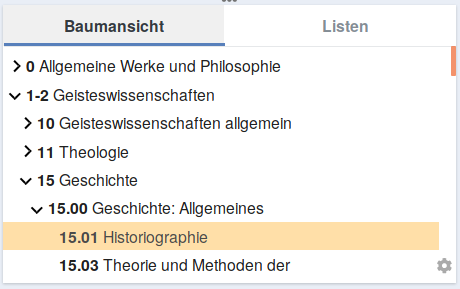 Baumansicht Listen
0 Allgemeine Werke und Philosophie
1-2 Geisteswissenschaften
10 Geisteswissenschaften allgemein
11 Theologie
15 Geschichte
15.00 Geschichte: Allgemeines
15.01 Historiographie
15.03 Theorie und Methoden der